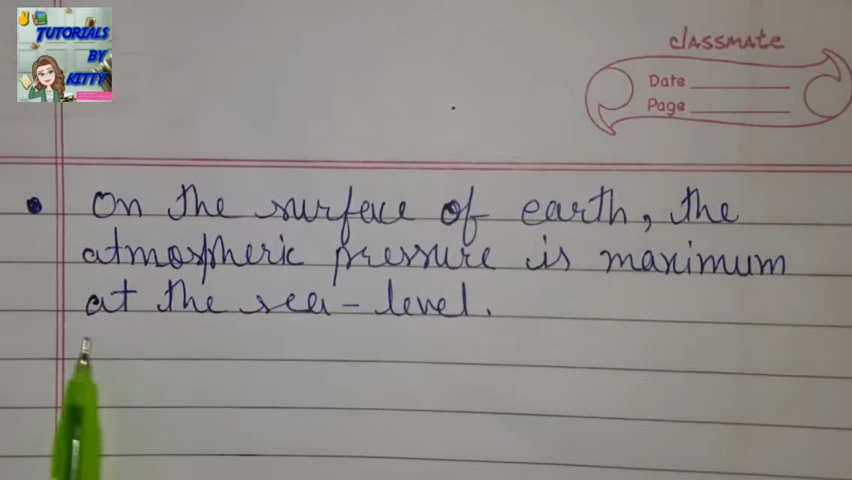 TUTORIALS
BY
KITTY
classmate
Date
Page
On the surface of earth, the
atmospheric pressure is maximum
at the sea-level.